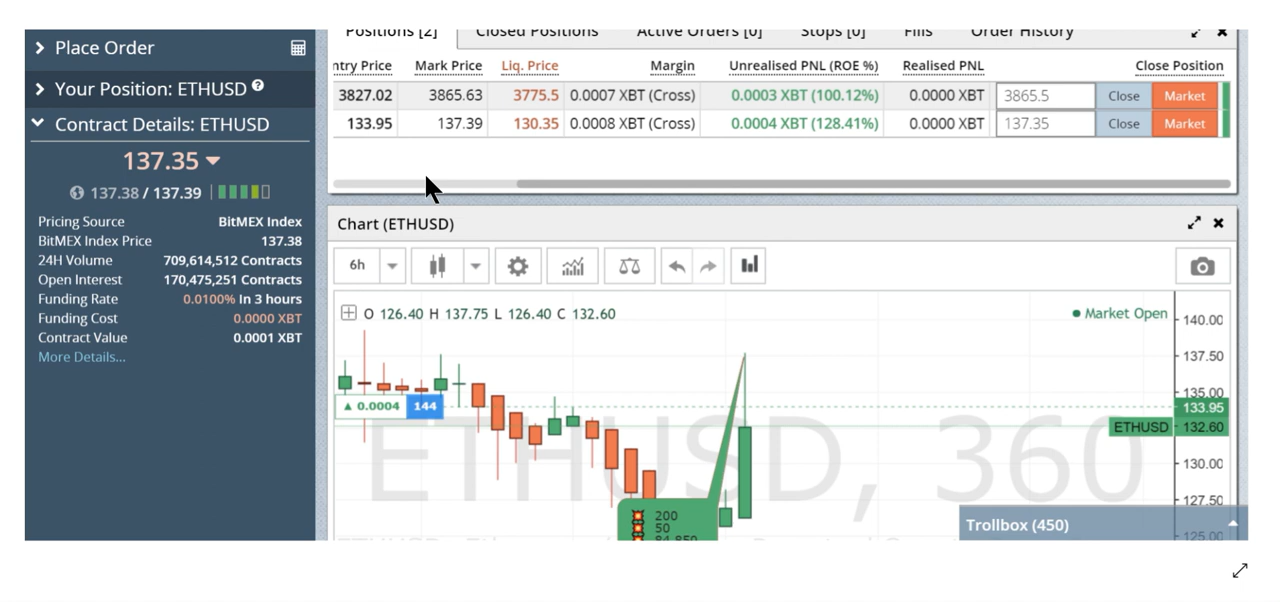 Place Order
Your Position: ETHUSD ?
Contract Details: ETHUSD
137.35
137.38 / 137.39
Pricing Source BitMEX Index
BitMEX Index Price 137.38
24H Volume 709,614,512 Contracts
Open Interest 170,475,251 Contracts
Funding Rate 0.0100% In 3 hours
Funding Cost 0.0000 XBT
Contract Value 0.0001 XBT
More Details...
Positions [2] Closed Positions Active Orders [0] Stops [0] Fills Order History
ntry Price Mark Price Liq. Price Margin Unrealised PNL (ROE %) Realised PNL Close Position
3827.02 3865.63 3775.5 0.0007 XBT (Cross) 0.0003 XBT (100.12%) 0.0000 XBT 3865.5 Close Market
133.95 137.39 130.35 0.0008 XBT (Cross) 0.0004 XBT (128.41%) 0.0000 XBT 137.35 Close Market
Chart (ETHUSD)
6h
O 126.40 H 137.75 L 126.40 C 132.60
Market Open
140.00
137.50
135.00
▲ 0.0004 144
133.95
ETHUSD 132.60
ETHUSD, 360
130.00
127.50
125.00
200
50
84,850
Trollbox (450)